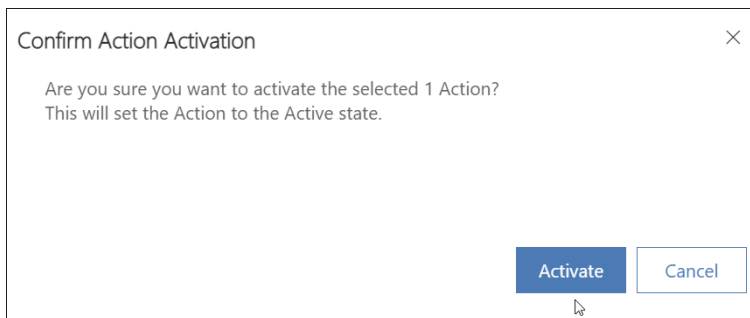 Confirm Action Activation
Are you sure you want to activate the selected 1 Action?
This will set the Action to the Active state.
Activate Cancel